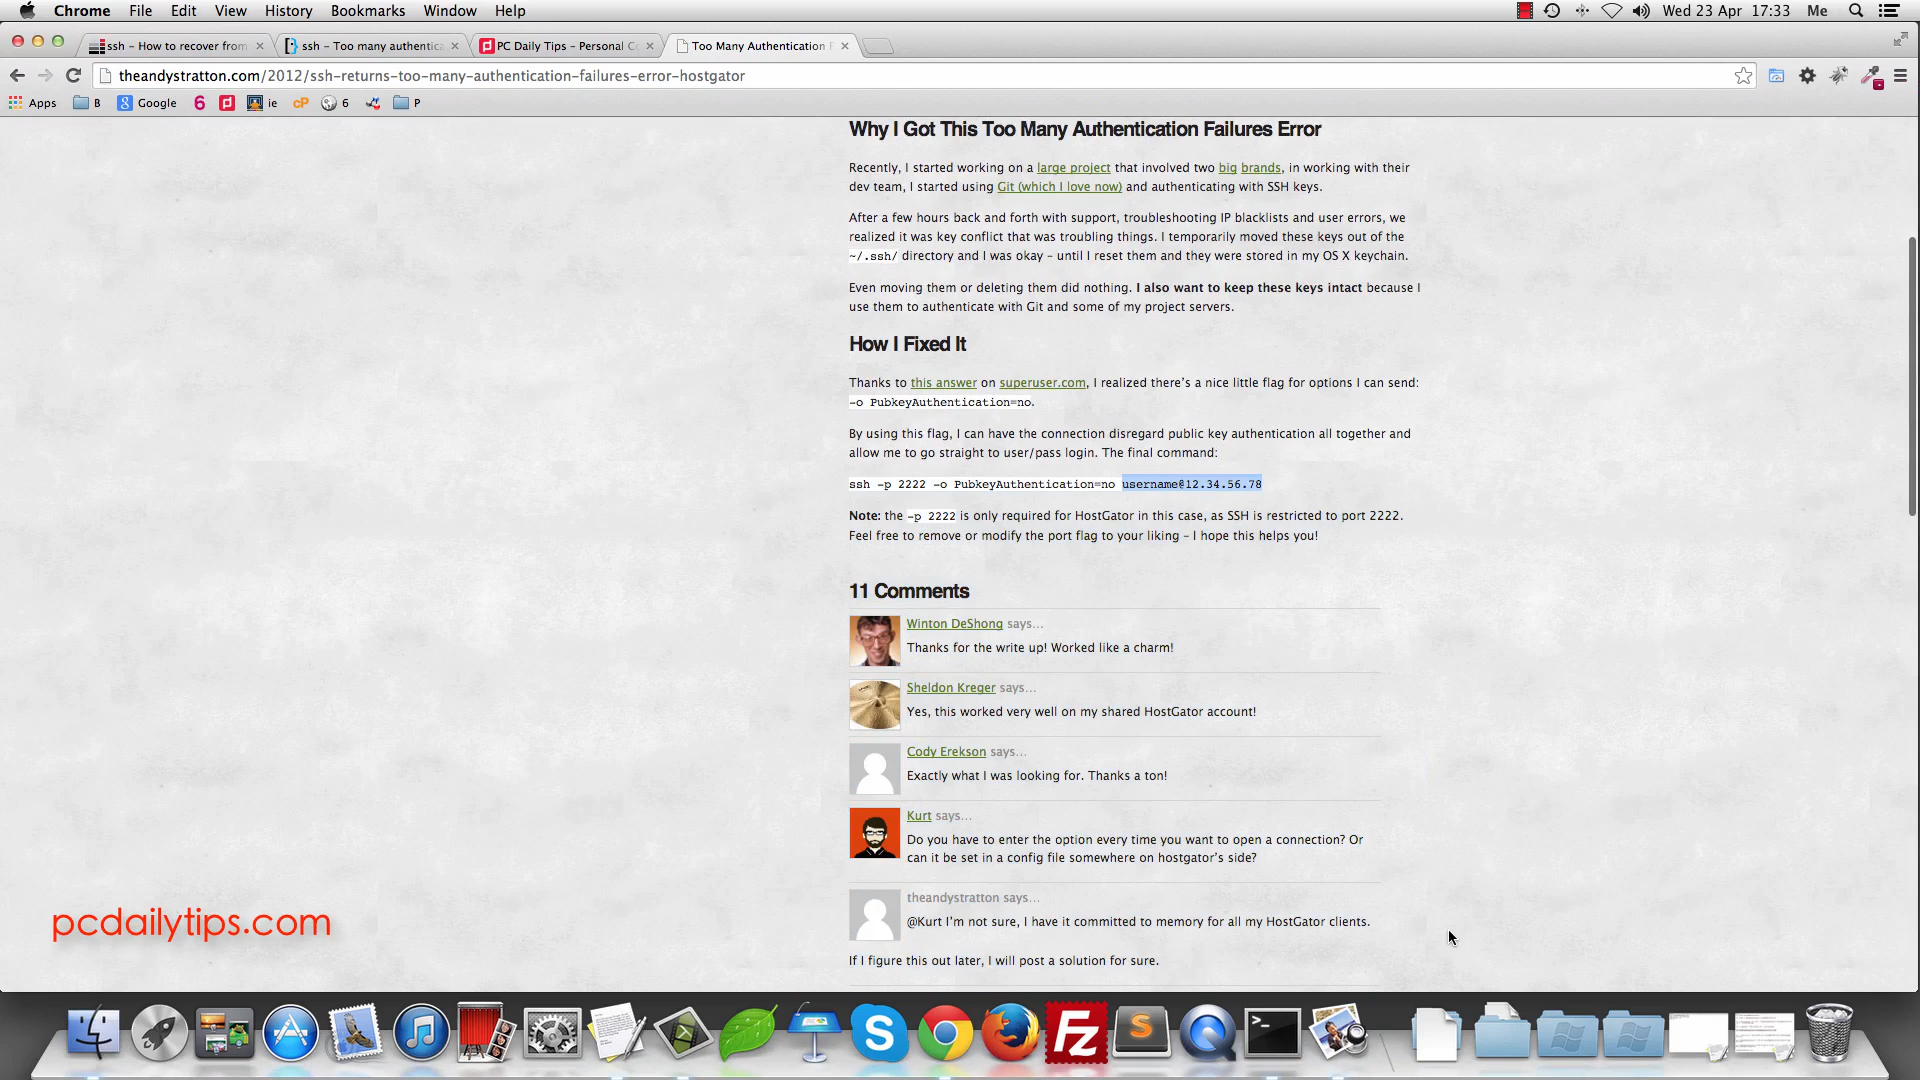 Chrome File Edit View History Bookmarks Window Help Wed 23 Apr 17:33 Me
ssh - How to recover from ssh - Too many authentica PC Daily Tips - Personal Co Too Many Authentication F
theandystratton.com/2012/ssh-returns-too-many-authentication-failures-error-hostgator
Apps B Google 6 ie cP 6 P
Why I Got This Too Many Authentication Failures Error
Recently, I started working on a large project that involved two big brands, in working with their
dev team, I started using Git (which I love now) and authenticating with SSH keys.
After a few hours back and forth with support, troubleshooting IP blacklists and user errors, we
realized it was key conflict that was troubling things. I temporarily moved these keys out of the
~/.ssh/ directory and I was okay – until I reset them and they were stored in my OS X keychain.
Even moving them or deleting them did nothing. I also want to keep these keys intact because I
use them to authenticate with Git and some of my project servers.
How I Fixed It
Thanks to this answer on superuser.com, I realized there's a nice little flag for options I can send:
-o PubkeyAuthentication=no.
By using this flag, I can have the connection disregard public key authentication all together and
allow me to go straight to user/pass login. The final command:
ssh -p 2222 -o PubkeyAuthentication=no username@12.34.56.78
Note: the -p 2222 is only required for HostGator in this case, as SSH is restricted to port 2222.
Feel free to remove or modify the port flag to your liking – I hope this helps you!
11 Comments
Winton DeShong says...
Thanks for the write up! Worked like a charm!
Sheldon Kreger says...
Yes, this worked very well on my shared HostGator account!
Cody Erekson says...
Exactly what I was looking for. Thanks a ton!
Kurt says...
Do you have to enter the option every time you want to open a connection? Or
can it be set in a config file somewhere on hostgator's side?
theandystratton says...
@Kurt I'm not sure, I have it committed to memory for all my HostGator clients.
If I figure this out later, I will post a solution for sure.
pcdailytips.com